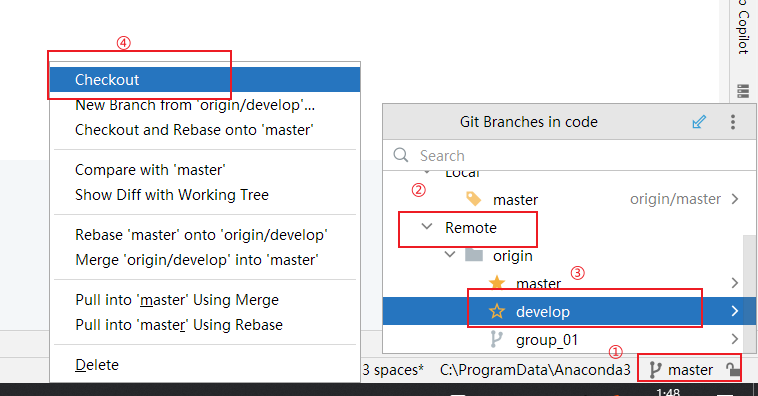 ④
Checkout
New Branch from 'origin/develop'...
Checkout and Rebase onto 'master'
Compare with 'master'
Show Diff with Working Tree
Rebase 'master' onto 'origin/develop'
Merge 'origin/develop' into 'master'
Pull into 'master' Using Merge
Pull into 'master' Using Rebase
Delete
Git Branches in code
Search
Local
② master origin/master
Remote
origin
③
master
develop
group_01
①
3 spaces* C:\ProgramData\Anaconda3 master
1:48
Copilot